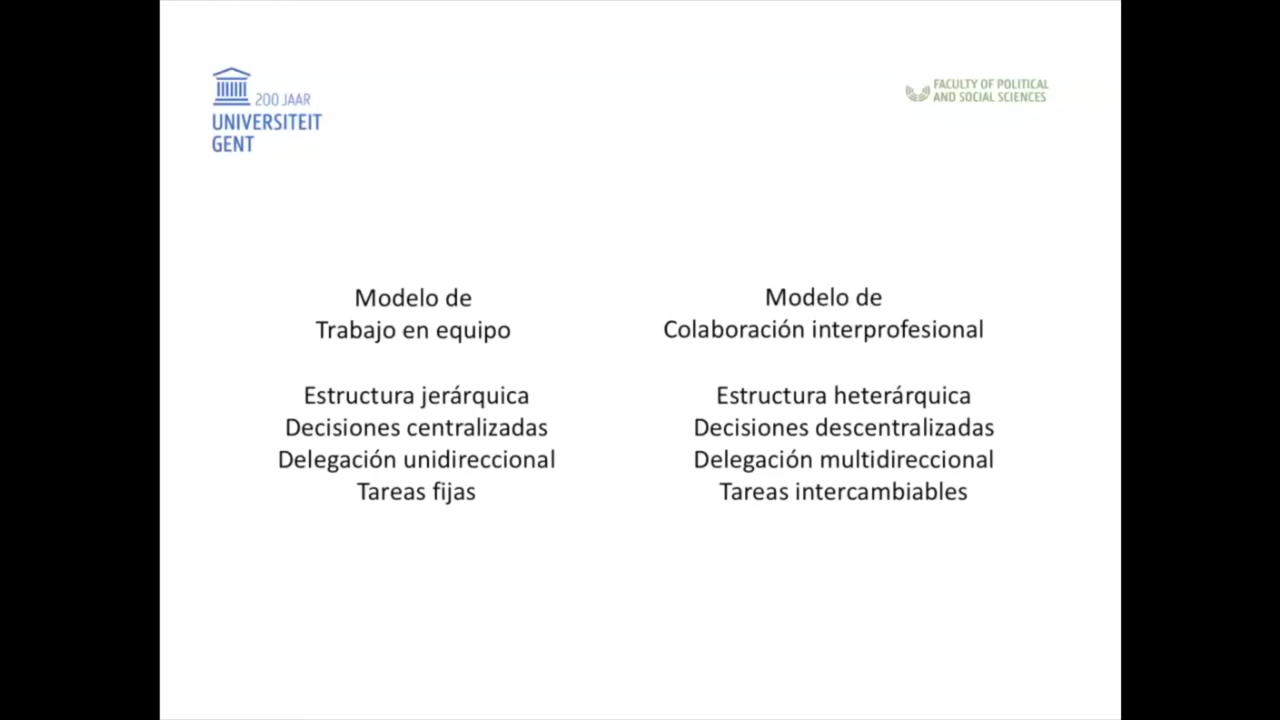 200 JAAR
UNIVERSITEIT
GENT
FACULTY OF POLITICAL
AND SOCIAL SCIENCES
Modelo de
Trabajo en equipo
Estructura jerárquica
Decisiones centralizadas
Delegación unidireccional
Tareas fijas
Modelo de
Colaboración interprofesional
Estructura heterárquica
Decisiones descentralizadas
Delegación multidireccional
Tareas intercambiables